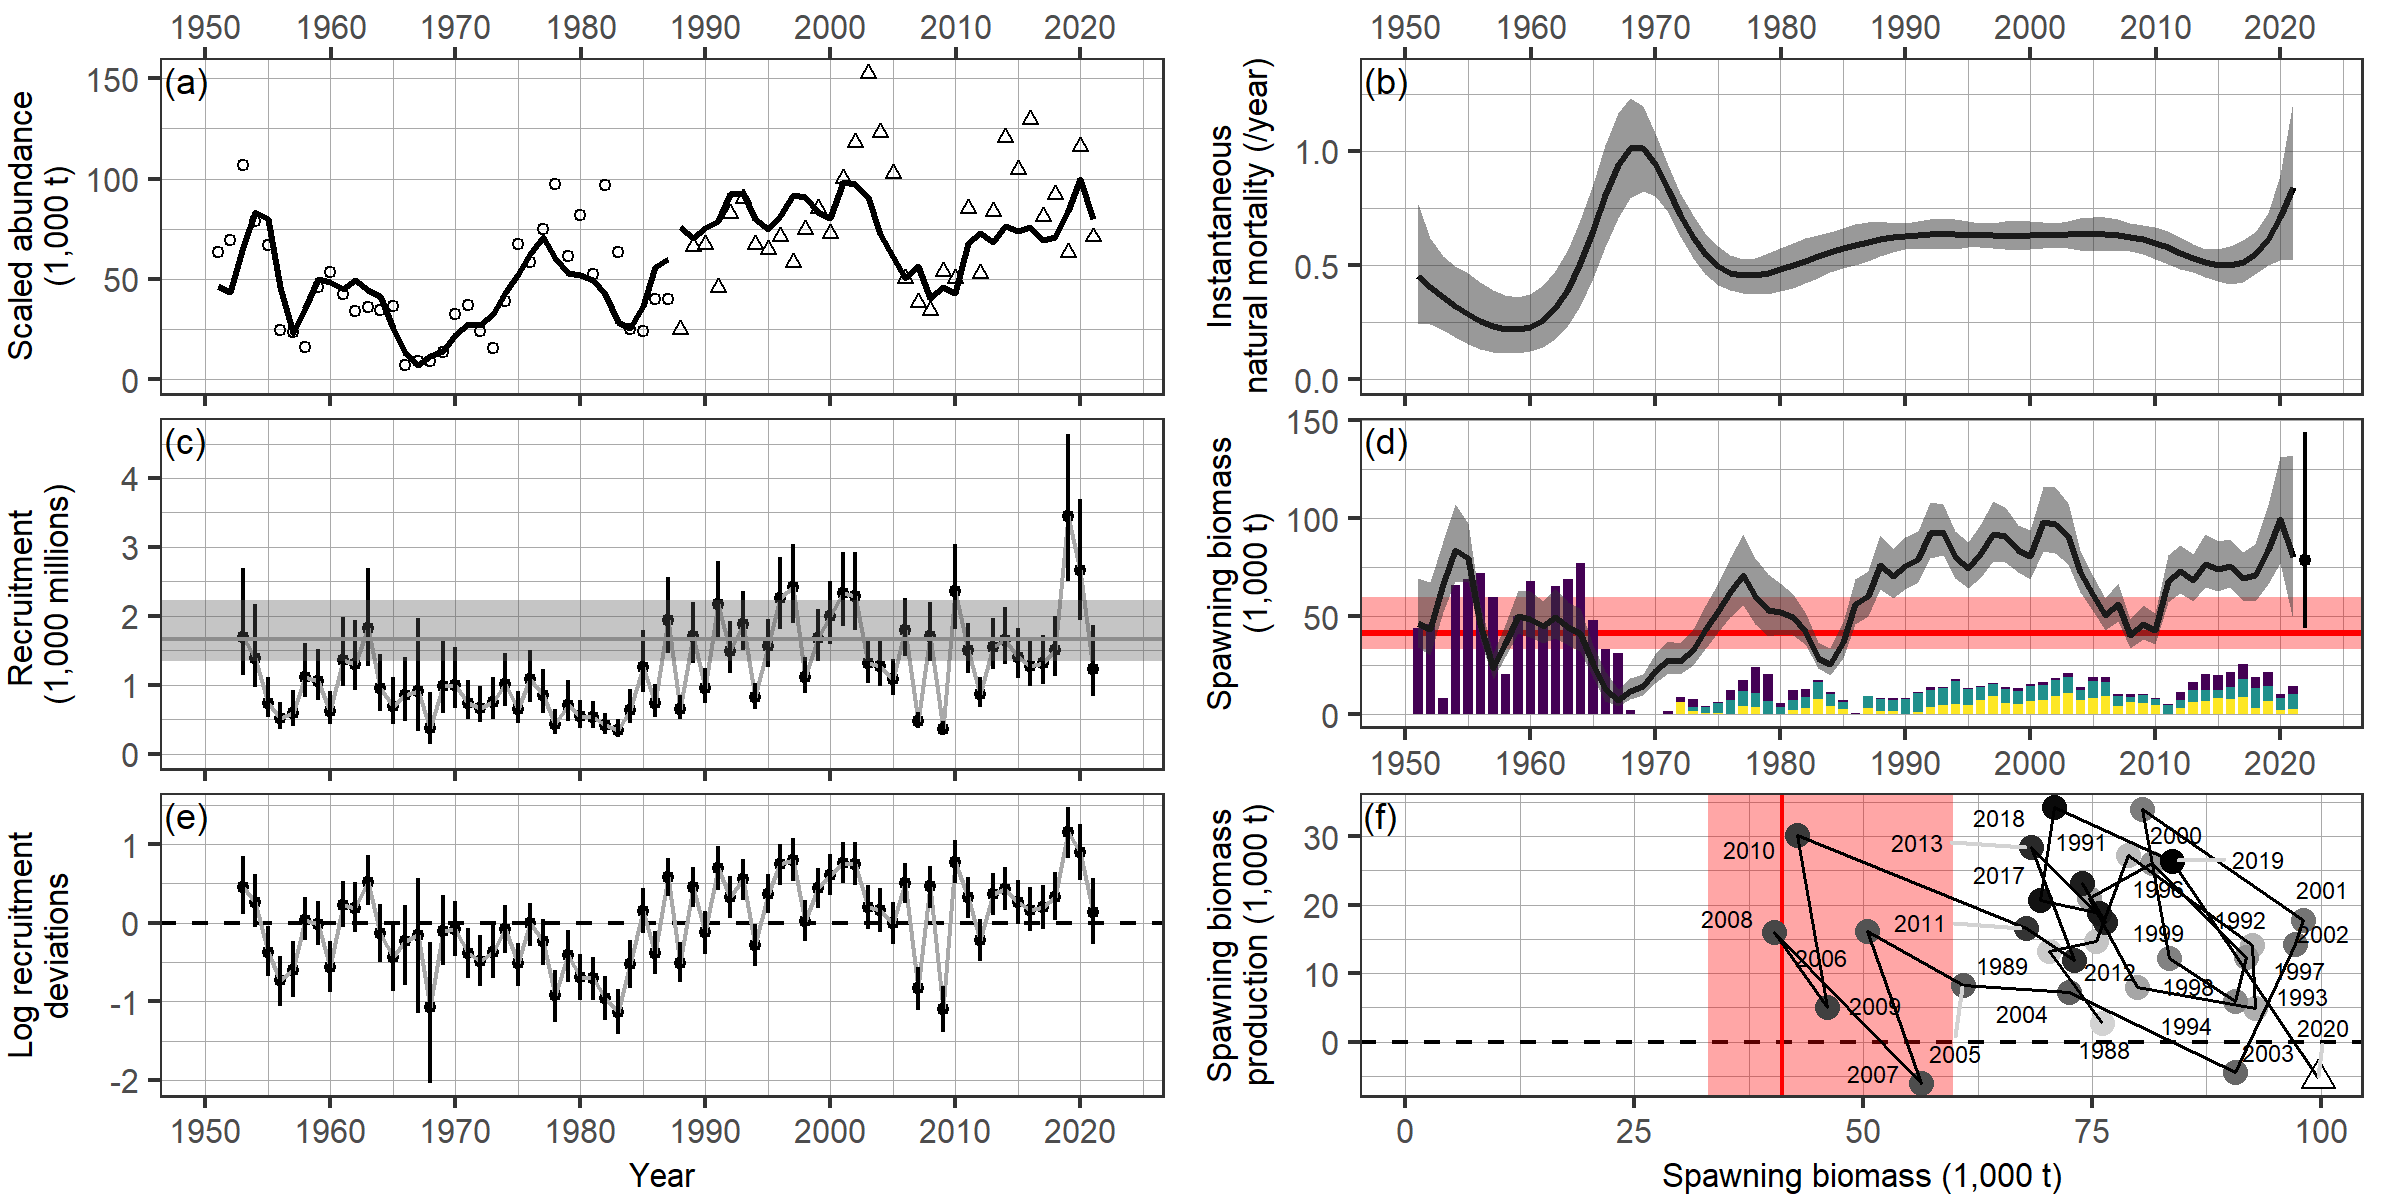 1950 1960 1970 1980 1990 2000 2010 2020
(a)
150
100
50
0
Scaled abundance
(1,000 t)
1950 1960 1970 1980 1990 2000 2010 2020
(b)
1.0
0.5
0.0
Instantaneous
natural mortality (/year)
(c)
4
3
2
1
0
Recruitment
(1,000 millions)
(d)
150
100
50
0
Spawning biomass
(1,000 t)
1950 1960 1970 1980 1990 2000 2010 2020
(e)
1
0
-1
-2
Log recruitment
deviations
1950 1960 1970 1980 1990 2000 2010 2020
Year
(f)
30
20
10
0
Spawning biomass
production (1,000 t)
2018
2013
1991
2000
2010
2019
2017
1996
2001
2008
2011
1992
1999
2002
2006
1989
2012
1997
1998
1993
2009
2004
1994
2020
2005
1988
2003
2007
0 25 50 75 100
Spawning biomass (1,000 t)